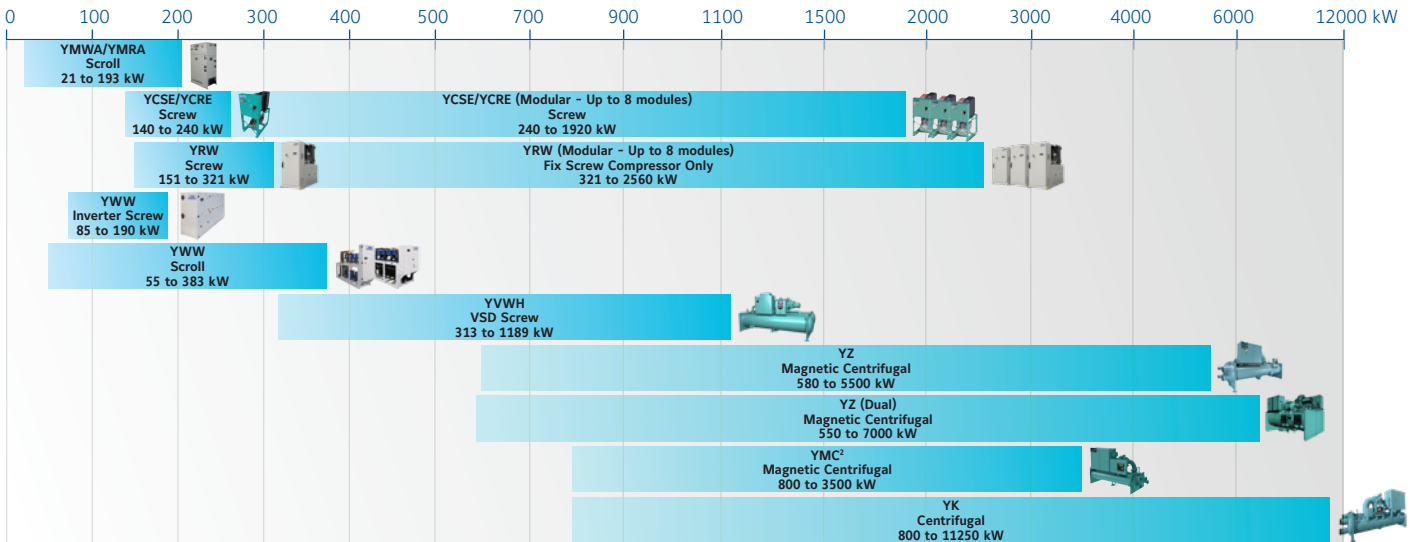 0 100 200 300 400 500 700 900 1100 1500 2000 3000 4000 6000 12000 kW
YMWA/YMRA
Scroll
21 to 193 kW
YCSE/YCRE
Screw
140 to 240 kW
YCSE/YCRE (Modular - Up to 8 modules)
Screw
240 to 1920 kW
YRW
Screw
151 to 321 kW
YRW (Modular - Up to 8 modules)
Fix Screw Compressor Only
321 to 2560 kW
YWW
Inverter Screw
85 to 190 kW
YWW
Scroll
55 to 383 kW
YVWH
VSD Screw
313 to 1189 kW
YZ
Magnetic Centrifugal
580 to 5500 kW
YZ (Dual)
Magnetic Centrifugal
550 to 7000 kW
YMC²
Magnetic Centrifugal
800 to 3500 kW
YK
Centrifugal
800 to 11250 kW